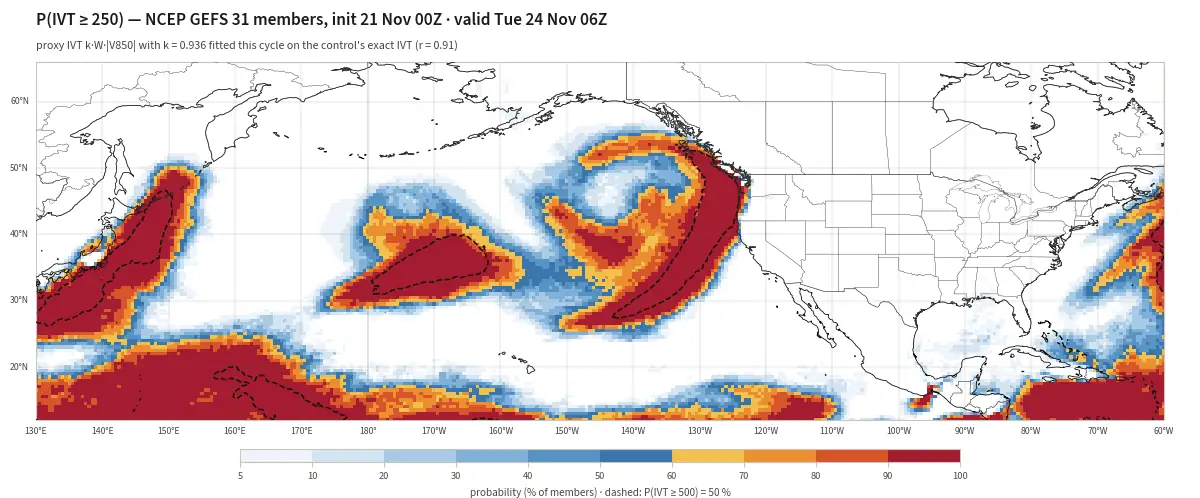 P(IVT ≥ 250) — NCEP GEFS 31 members, init 21 Nov 00Z · valid Tue 24 Nov 06Z
proxy IVT k·W·|V850| with k = 0.936 fitted this cycle on the control's exact IVT (r = 0.91)
60°N
50°N
40°N
30°N
20°N
130°E 140°E 150°E 160°E 170°E 180° 170°W 160°W 150°W 140°W 130°W 120°W 110°W 100°W 90°W 80°W 70°W 60°W
5 10 20 30 40 50 60 70 80 90 100
probability (% of members) · dashed: P(IVT ≥ 500) = 50 %